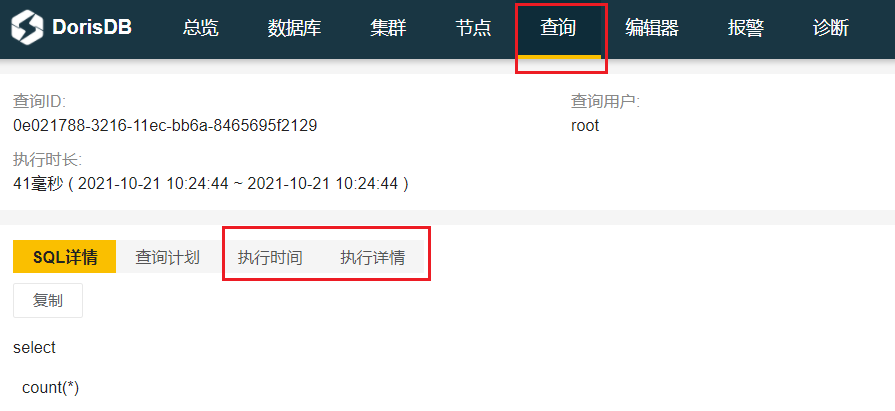 DorisDB 总览 数据库 集群 节点 查询 编辑器 报警 诊断
查询ID: 查询用户:
0e021788-3216-11ec-bb6a-8465695f2129 root
执行时长:
41毫秒 ( 2021-10-21 10:24:44 ~ 2021-10-21 10:24:44 )
SQL详情 查询计划 执行时间 执行详情
复制
select
count(*)